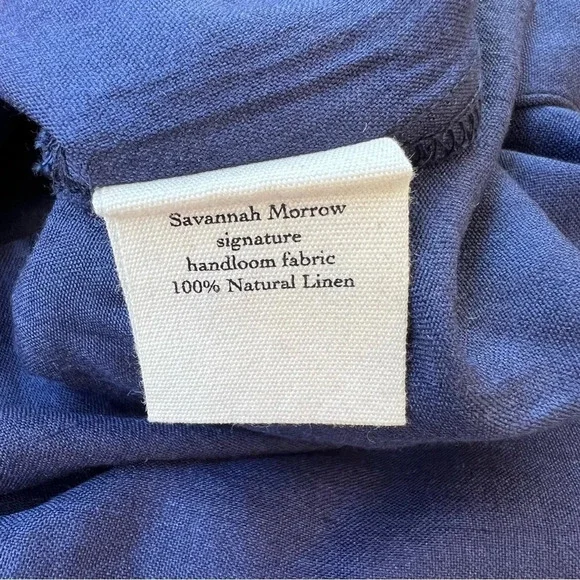 Savannah Morrow
signature
handloom fabric
100% Natural Linen